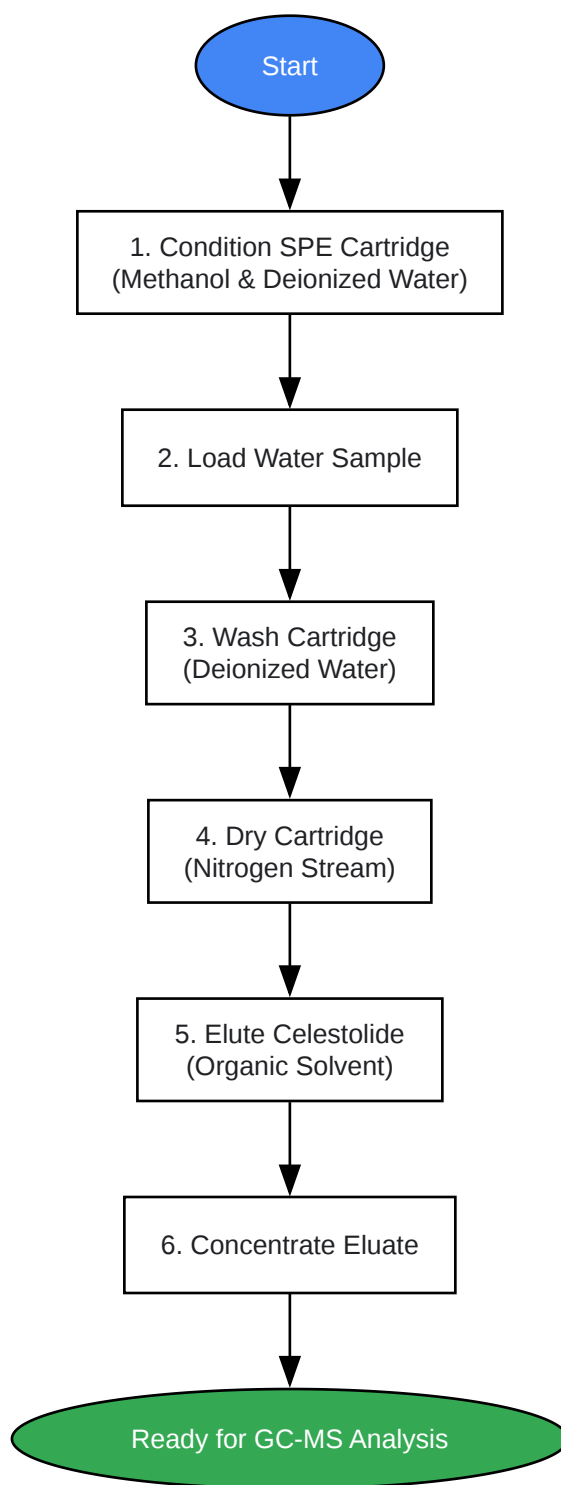 Start
1. Condition SPE Cartridge
(Methanol & Deionized Water)
2. Load Water Sample
3. Wash Cartridge
(Deionized Water)
4. Dry Cartridge
(Nitrogen Stream)
5. Elute Celestolide
(Organic Solvent)
6. Concentrate Eluate
Ready for GC-MS Analysis